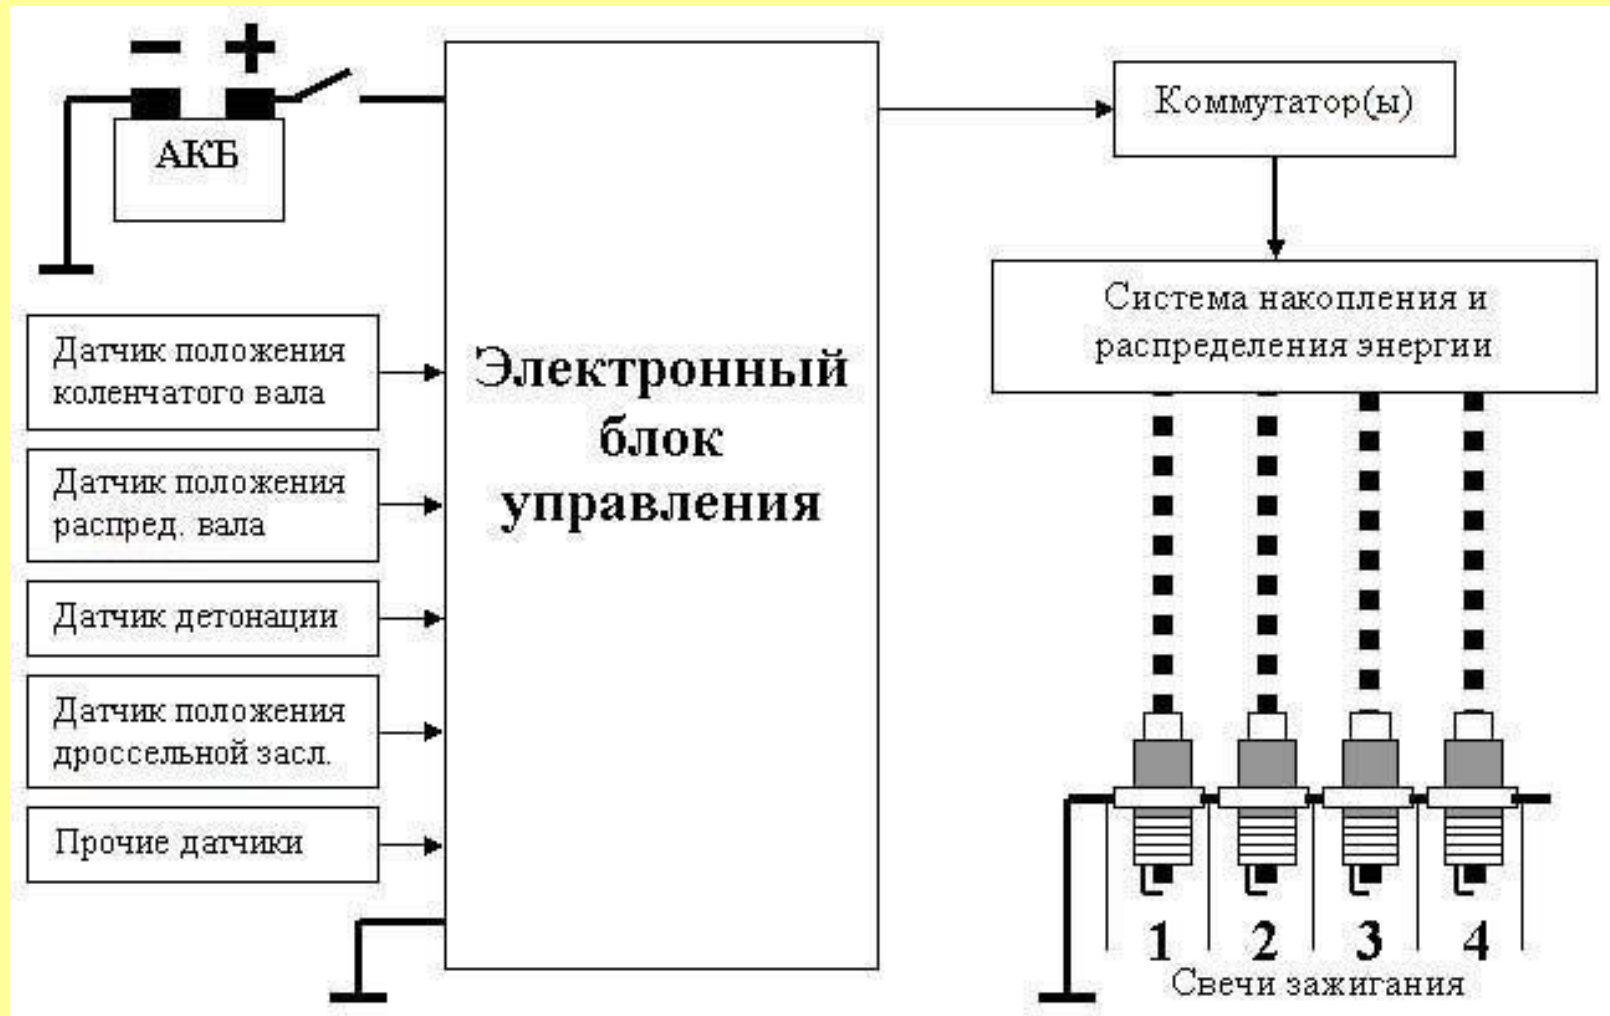 − +
АКБ
Коммутатор(ы)
Система накопления и
распределения энергии
Датчик положения
коленчатого вала
Датчик положения
распред. вала
Датчик детонации
Датчик положения
дроссельной засл.
Прочие датчики
Электронный
блок
управления
1 2 3 4
Свечи зажигания